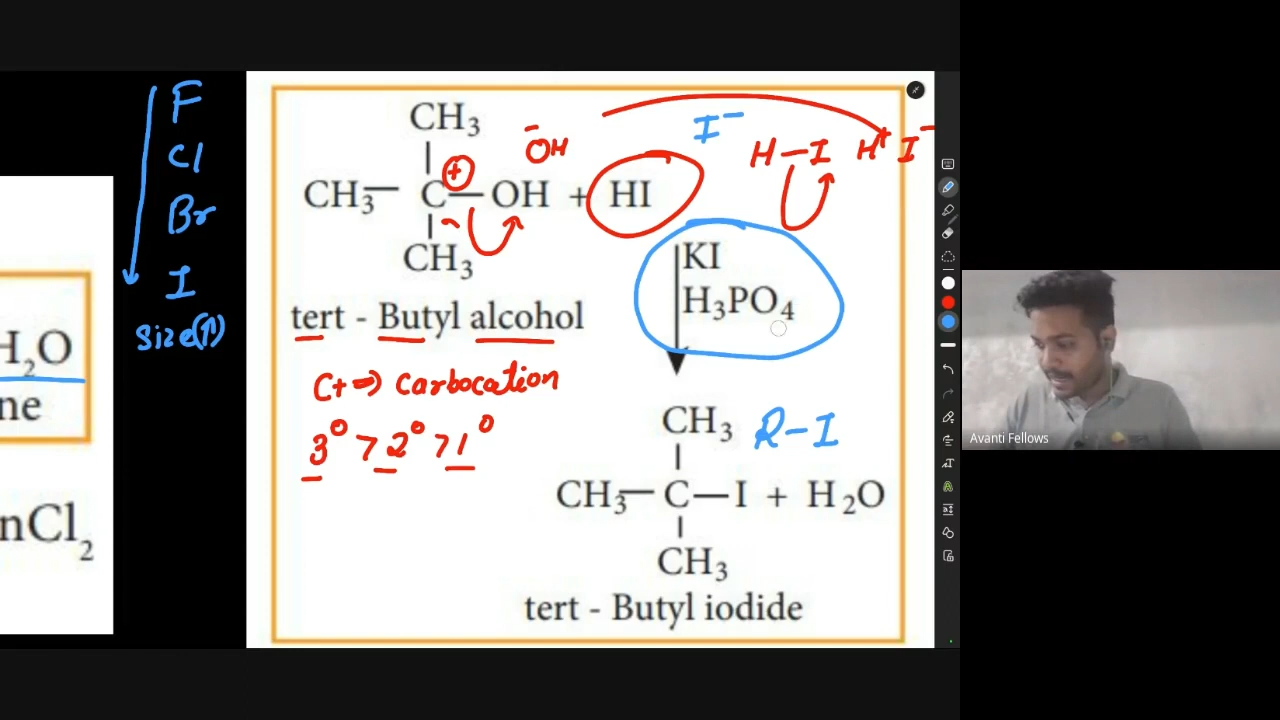 F
Cl
Br
I
size(↑)
H₂O
ne
nCl₂
CH₃
|
CH₃— C — OH + HI
|
CH₃
⊕
⁻OH
I⁻
H–I H⁺ I⁻
KI
H₃PO₄
tert - Butyl alcohol
C+ ⇒ Carbocation
3° > 2° > 1°
CH₃
R–I
|
CH₃— C — I + H₂O
|
CH₃
tert - Butyl iodide
Avanti Fellows